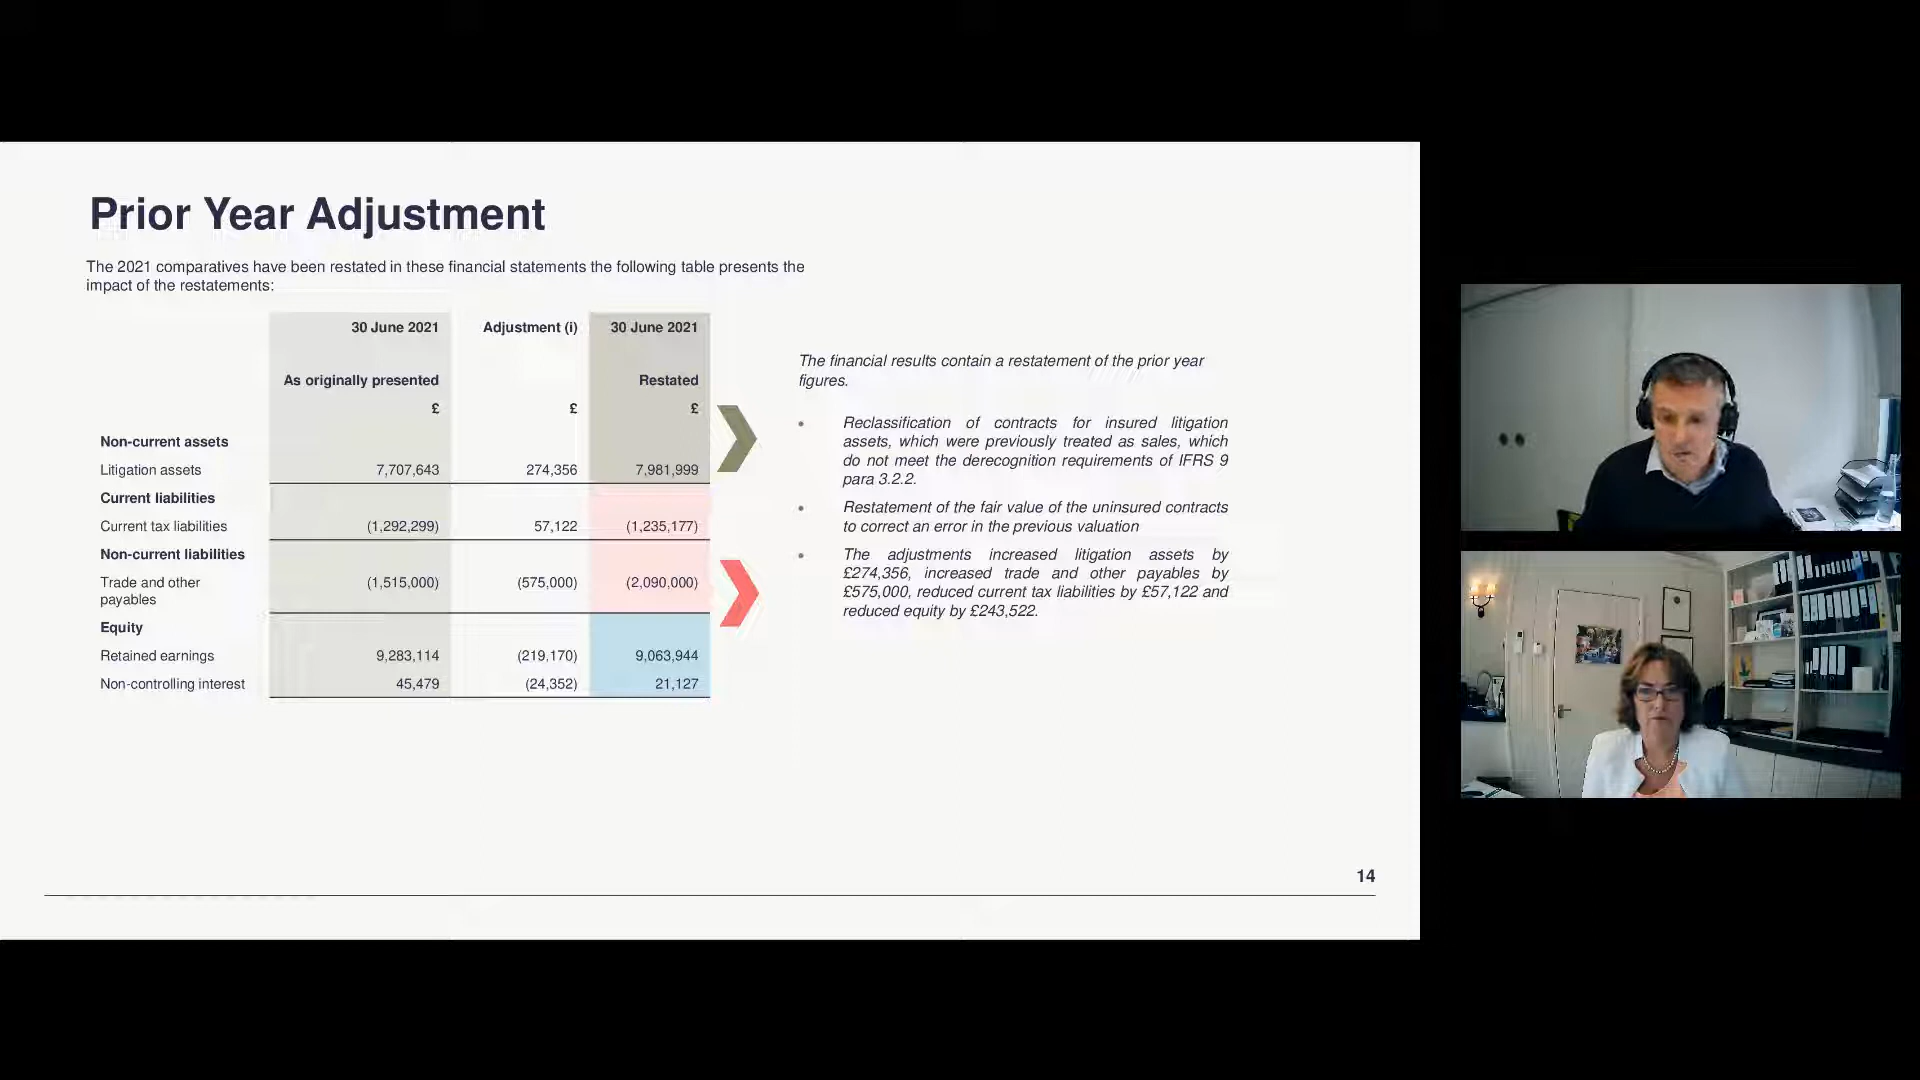 Prior Year Adjustment
The 2021 comparatives have been restated in these financial statements the following table presents the
impact of the restatements:
30 June 2021 Adjustment (i) 30 June 2021
As originally presented Restated
£ £ £
Non-current assets
Litigation assets 7,707,643 274,356 7,981,999
Current liabilities
Current tax liabilities (1,292,299) 57,122 (1,235,177)
Non-current liabilities
Trade and other (1,515,000) (575,000) (2,090,000)
payables
Equity
Retained earnings 9,283,114 (219,170) 9,063,944
Non-controlling interest 45,479 (24,352) 21,127
The financial results contain a restatement of the prior year
figures.
• Reclassification of contracts for insured litigation
assets, which were previously treated as sales, which
do not meet the derecognition requirements of IFRS 9
para 3.2.2.
• Restatement of the fair value of the uninsured contracts
to correct an error in the previous valuation
• The adjustments increased litigation assets by
£274,356, increased trade and other payables by
£575,000, reduced current tax liabilities by £57,122 and
reduced equity by £243,522.
14